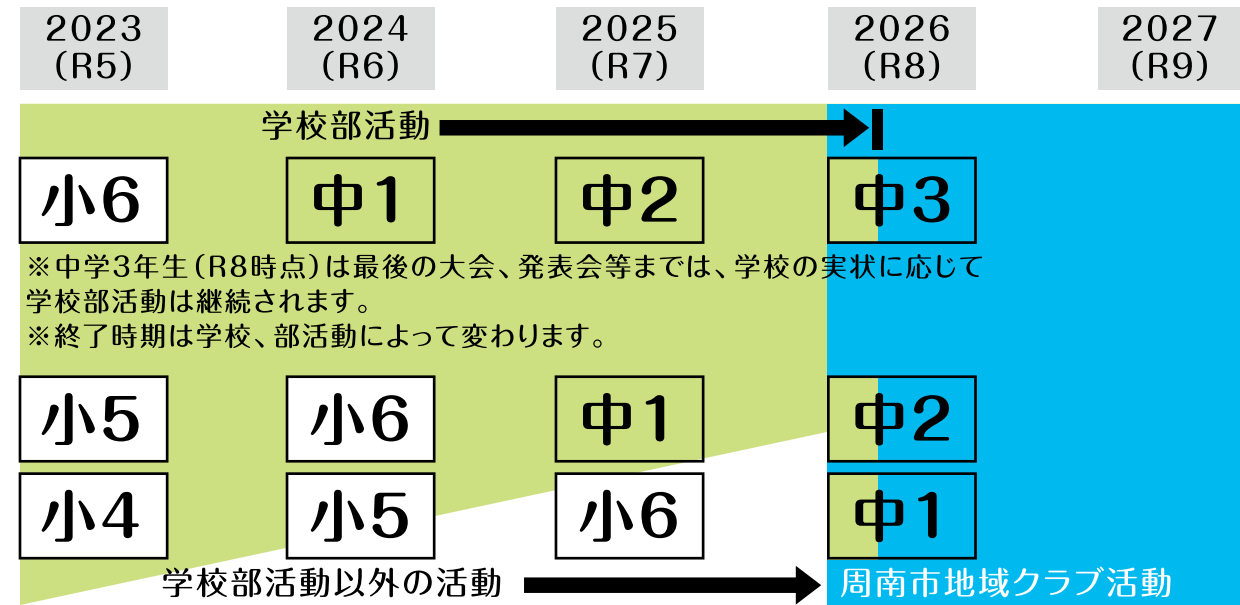 2023 2024 2025 2026 2027
(R5) (R6) (R7) (R8) (R9)
学校部活動
小6 中1 中2 中3
※中学3年生(R8時点)は最後の大会、発表会等までは、学校の実状に応じて
学校部活動は継続されます。
※終了時期は学校、部活動によって変わります。
小5 小6 中1 中2
小4 小5 小6 中1
学校部活動以外の活動 周南市地域クラブ活動